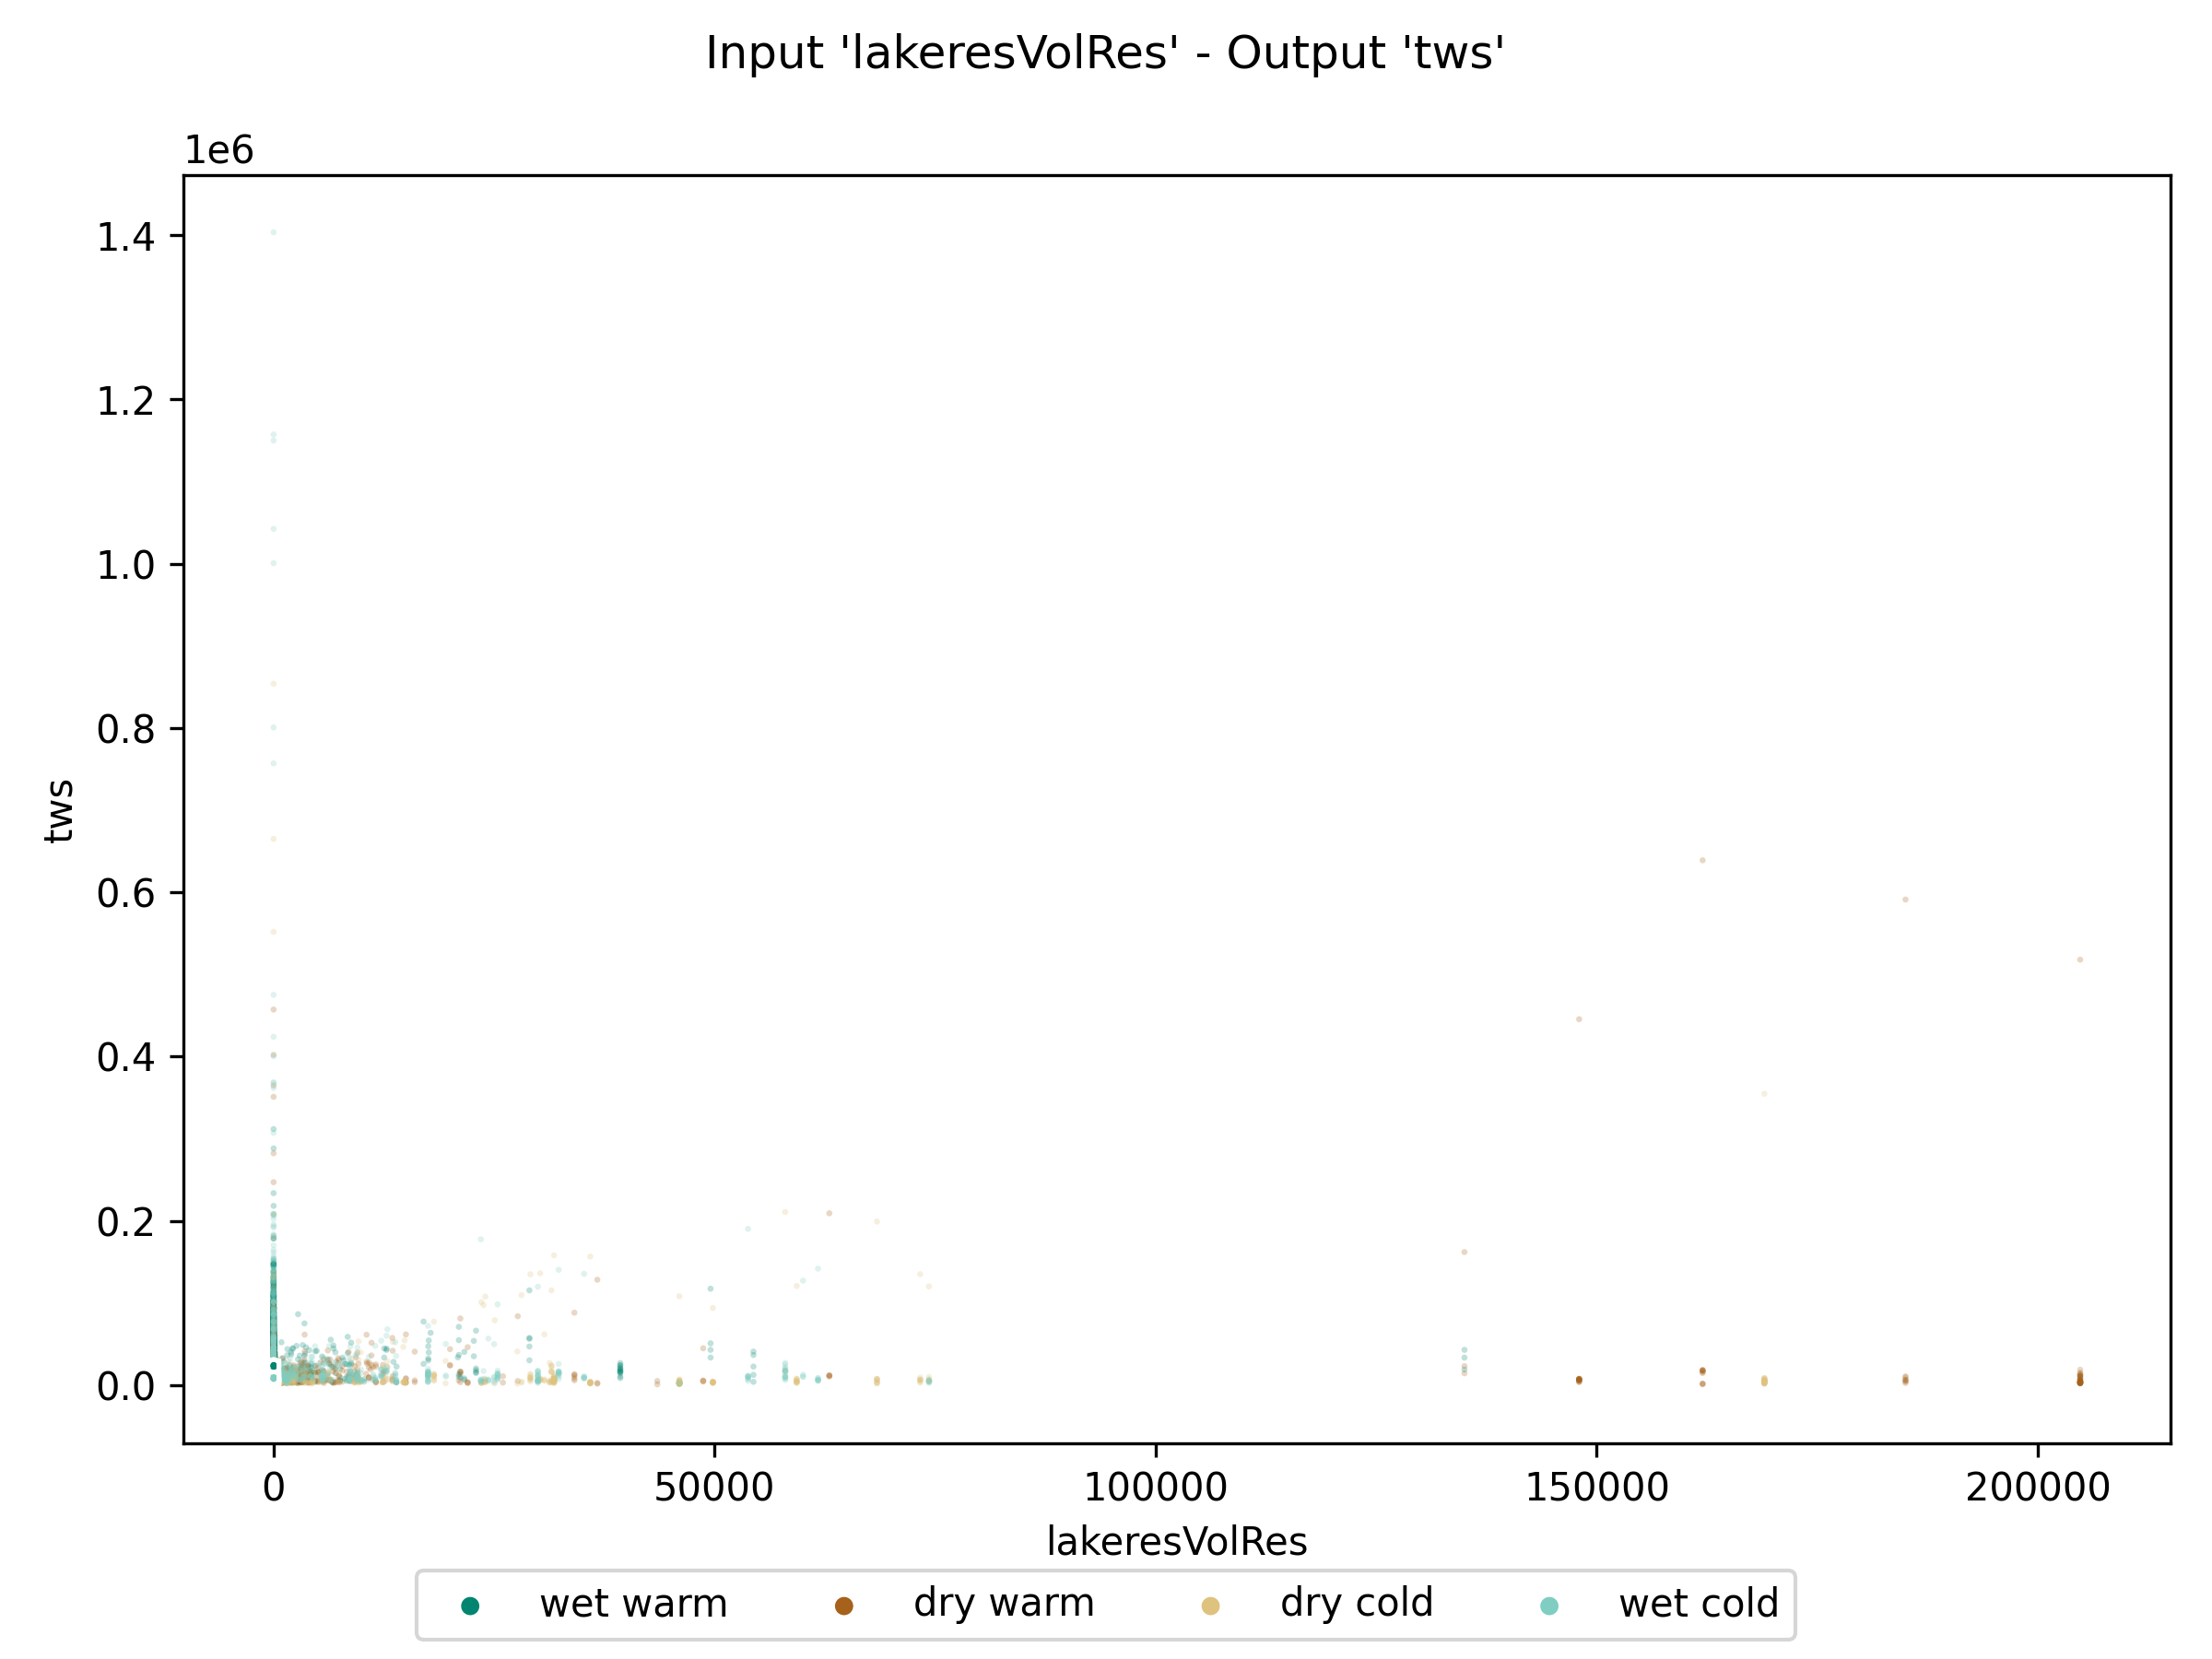 Input 'lakeresVolRes' - Output 'tws'
1e6
1.4
1.2
1.0
0.8
0.6
0.4
0.2
0.0
tws
0 50000 100000 150000 200000
lakeresVolRes
wet warm dry warm dry cold wet cold